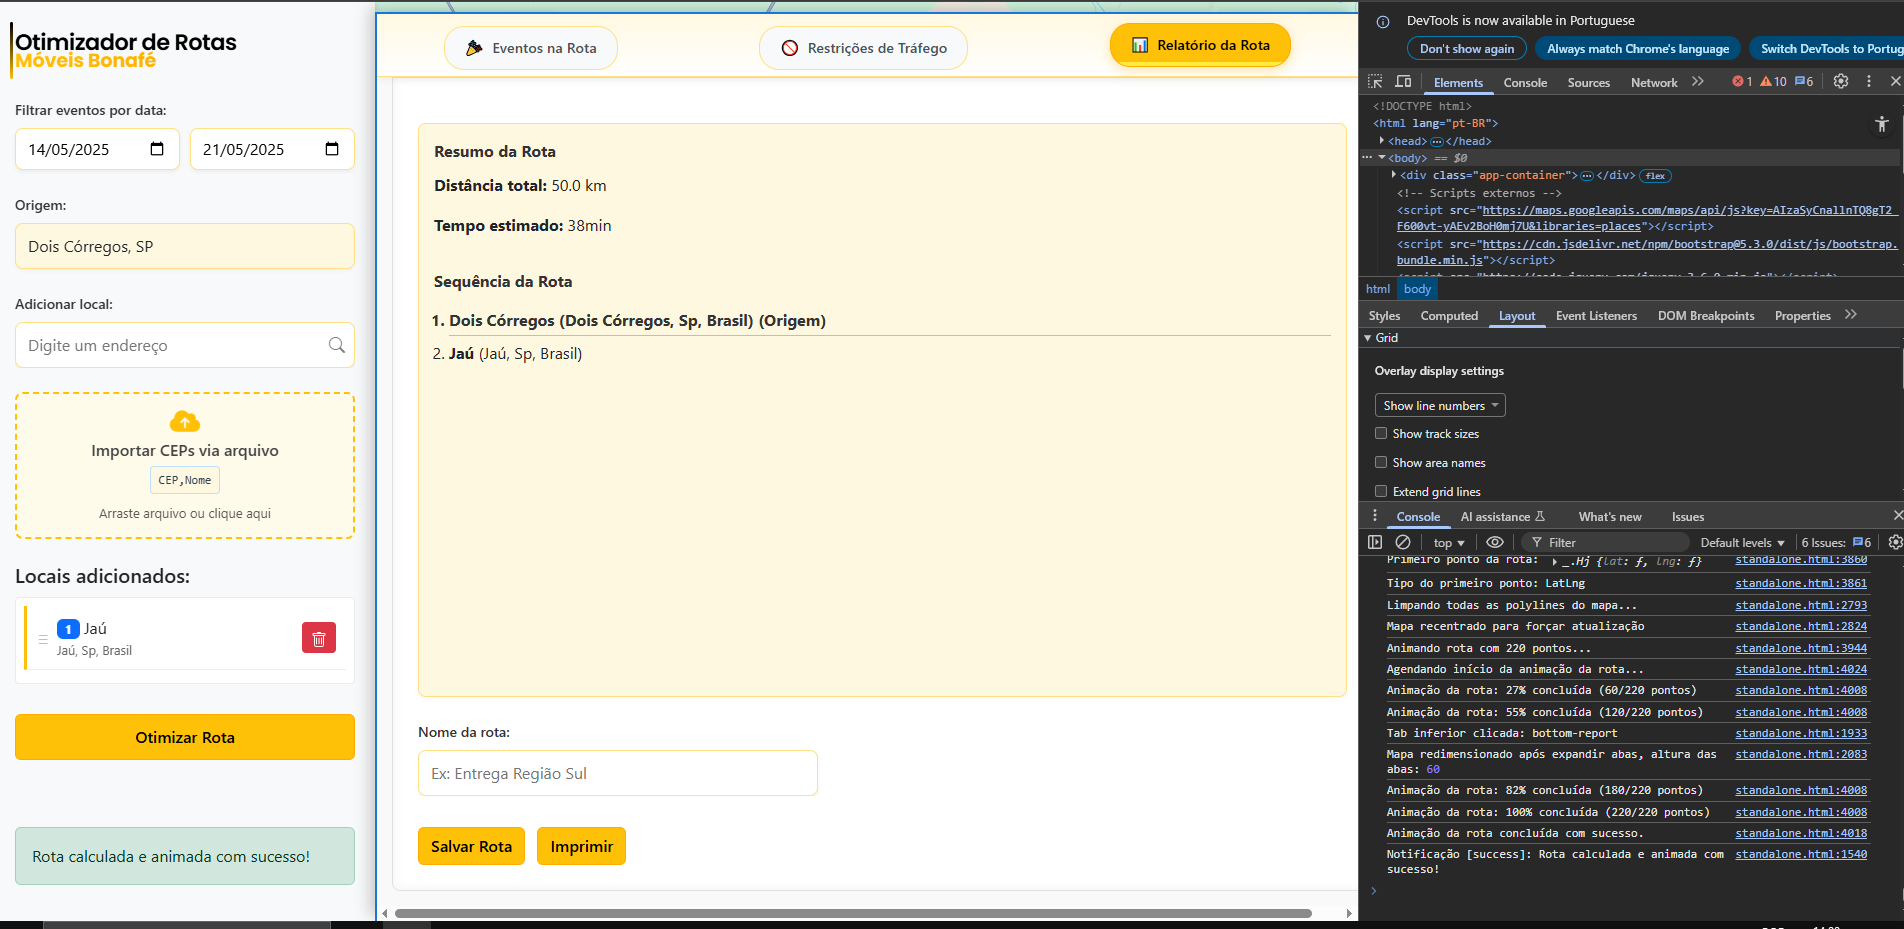 Otimizador de Rotas
Móveis Bonafé
Filtrar eventos por data:
14/05/2025
21/05/2025
Origem:
Dois Córregos, SP
Adicionar local:
Digite um endereço
Importar CEPs via arquivo
CEP,Nome
Arraste arquivo ou clique aqui
Locais adicionados:
1 Jaú
Jaú, Sp, Brasil
Otimizar Rota
Rota calculada e animada com sucesso!
Eventos na Rota
Restrições de Tráfego
Relatório da Rota
Resumo da Rota
Distância total: 50.0 km
Tempo estimado: 38min
Sequência da Rota
1. Dois Córregos (Dois Córregos, Sp, Brasil) (Origem)
2. Jaú (Jaú, Sp, Brasil)
Nome da rota:
Ex: Entrega Região Sul
Salvar Rota
Imprimir
DevTools is now available in Portuguese
Don't show again
Always match Chrome's language
Switch DevTools to Portug
Elements
Console
Sources
Network
1
10
6
<!DOCTYPE html>
<html lang="pt-BR">
<head> </head>
<body> == $0
<div class="app-container"> </div> flex
<!-- Scripts externos -->
<script src="https://maps.googleapis.com/maps/api/js?key=AIzaSyCnallnTQ8gT2
F600vt-yAEv2BoH0mj7U&libraries=places"></script>
<script src="https://cdn.jsdelivr.net/npm/bootstrap@5.3.0/dist/js/bootstrap.
bundle.min.js"></script>
html
body
Styles
Computed
Layout
Event Listeners
DOM Breakpoints
Properties
Grid
Overlay display settings
Show line numbers
Show track sizes
Show area names
Extend grid lines
Console
AI assistance
What's new
Issues
top
Filter
Default levels
6 Issues:
6
Primeiro ponto da rota: _.Hj {lat: ƒ, lng: ƒ} standalone.html:3860
Tipo do primeiro ponto: LatLng standalone.html:3861
Limpando todas as polylines do mapa... standalone.html:2793
Mapa recentrado para forçar atualização standalone.html:2824
Animando rota com 220 pontos... standalone.html:3944
Agendando início da animação da rota... standalone.html:4024
Animação da rota: 27% concluída (60/220 pontos) standalone.html:4008
Animação da rota: 55% concluída (120/220 pontos) standalone.html:4008
Tab inferior clicada: bottom-report standalone.html:1933
Mapa redimensionado após expandir abas, altura das standalone.html:2083
abas: 60
Animação da rota: 82% concluída (180/220 pontos) standalone.html:4008
Animação da rota: 100% concluída (220/220 pontos) standalone.html:4008
Animação da rota concluída com sucesso. standalone.html:4018
Notificação [success]: Rota calculada e animada com standalone.html:1540
sucesso!